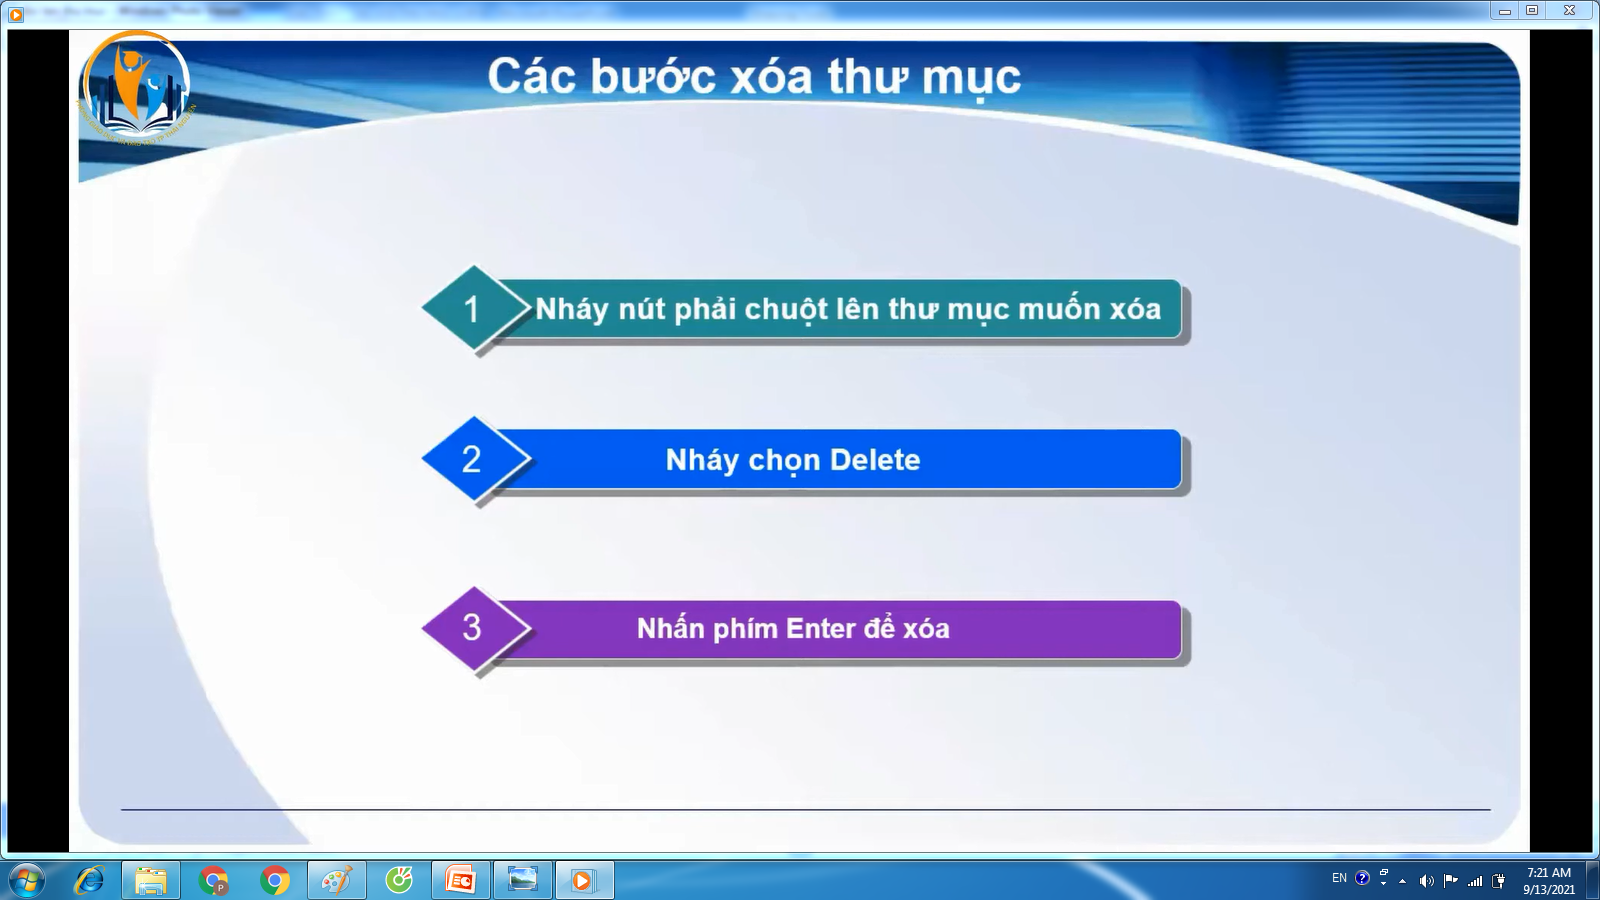 Các bước xóa thư mục
1
Nháy nút phải chuột lên thư mục muốn xóa
2
Nháy chọn Delete
3
Nhấn phím Enter để xóa
P
EN
7:21 AM
9/13/2021